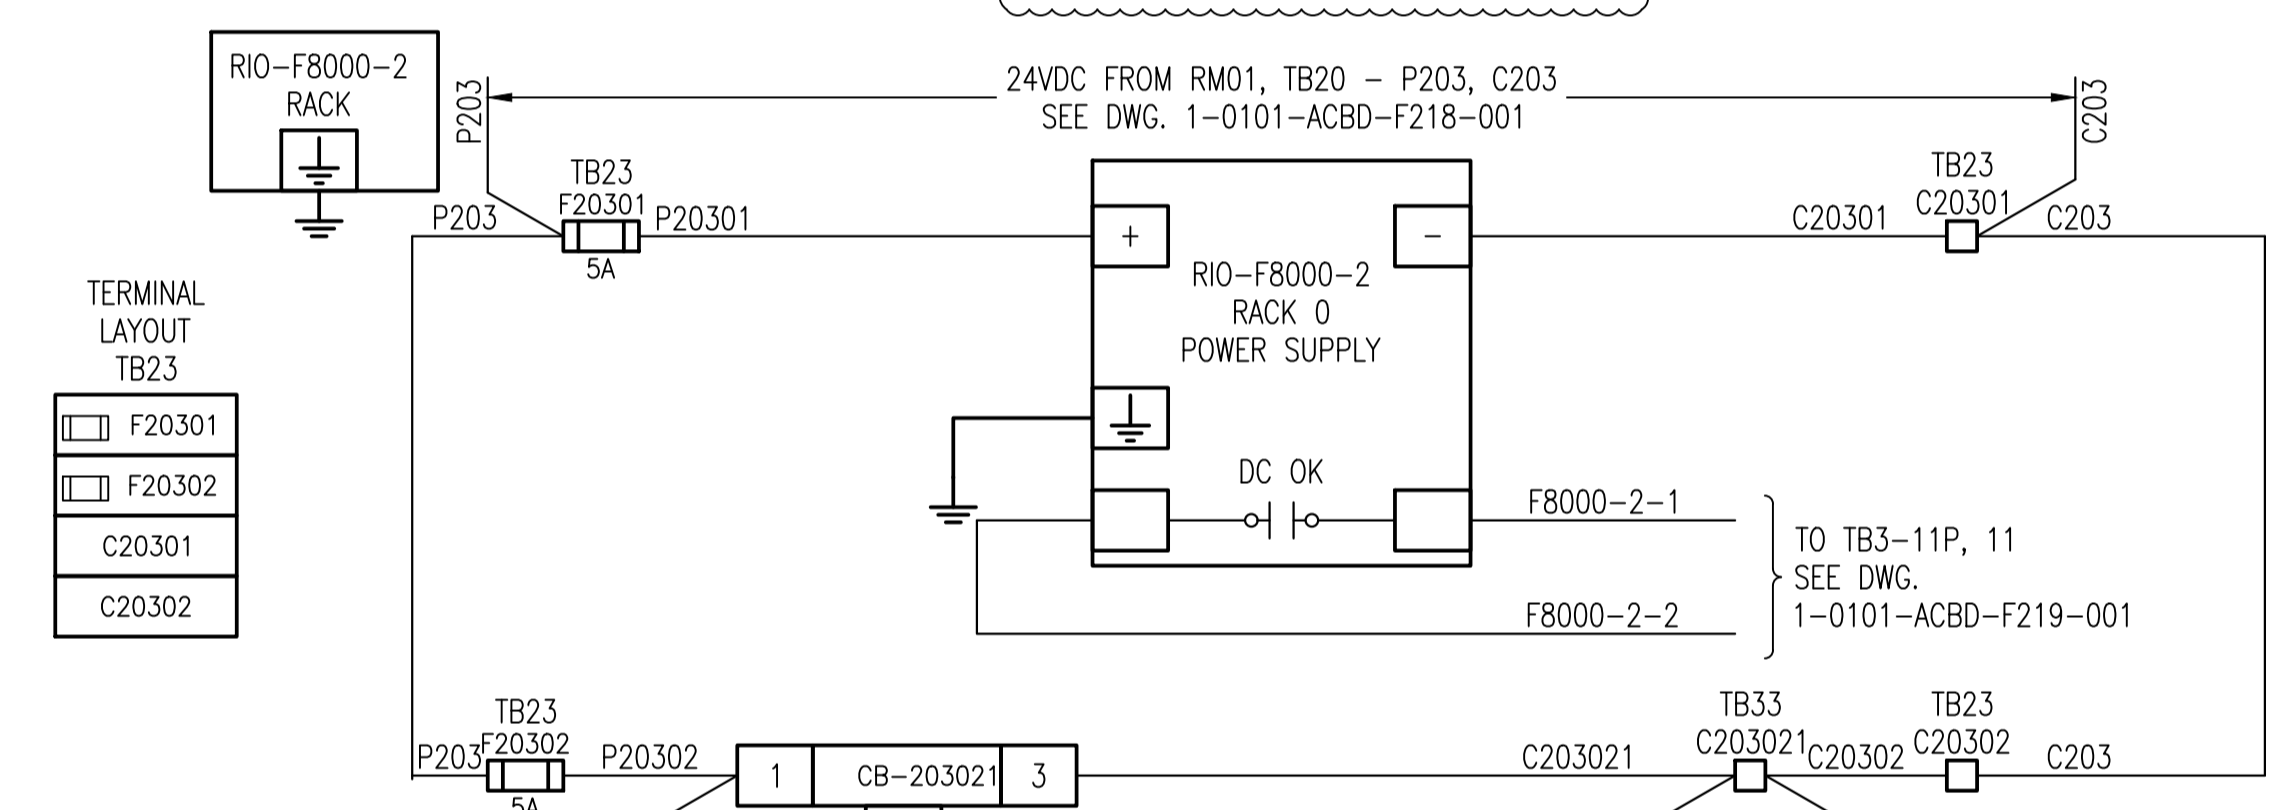 RIO-F8000-2
RACK
P203
24VDC FROM RM01, TB20 - P203, C203
SEE DWG. 1-0101-ACBD-F218-001
C203
TB23
F20301
P203
P20301
5A
+
-
RIO-F8000-2
RACK 0
POWER SUPPLY
TB23
C20301
C20301
C203
TERMINAL
LAYOUT
TB23
F20301
F20302
C20301
C20302
DC OK
F8000-2-1
F8000-2-2
TO TB3-11P, 11
SEE DWG.
1-0101-ACBD-F219-001
TB23
F20302
P203
P20302
5A
1
CB-203021
3
C203021
TB33
C203021
C20302
TB23
C20302
C203